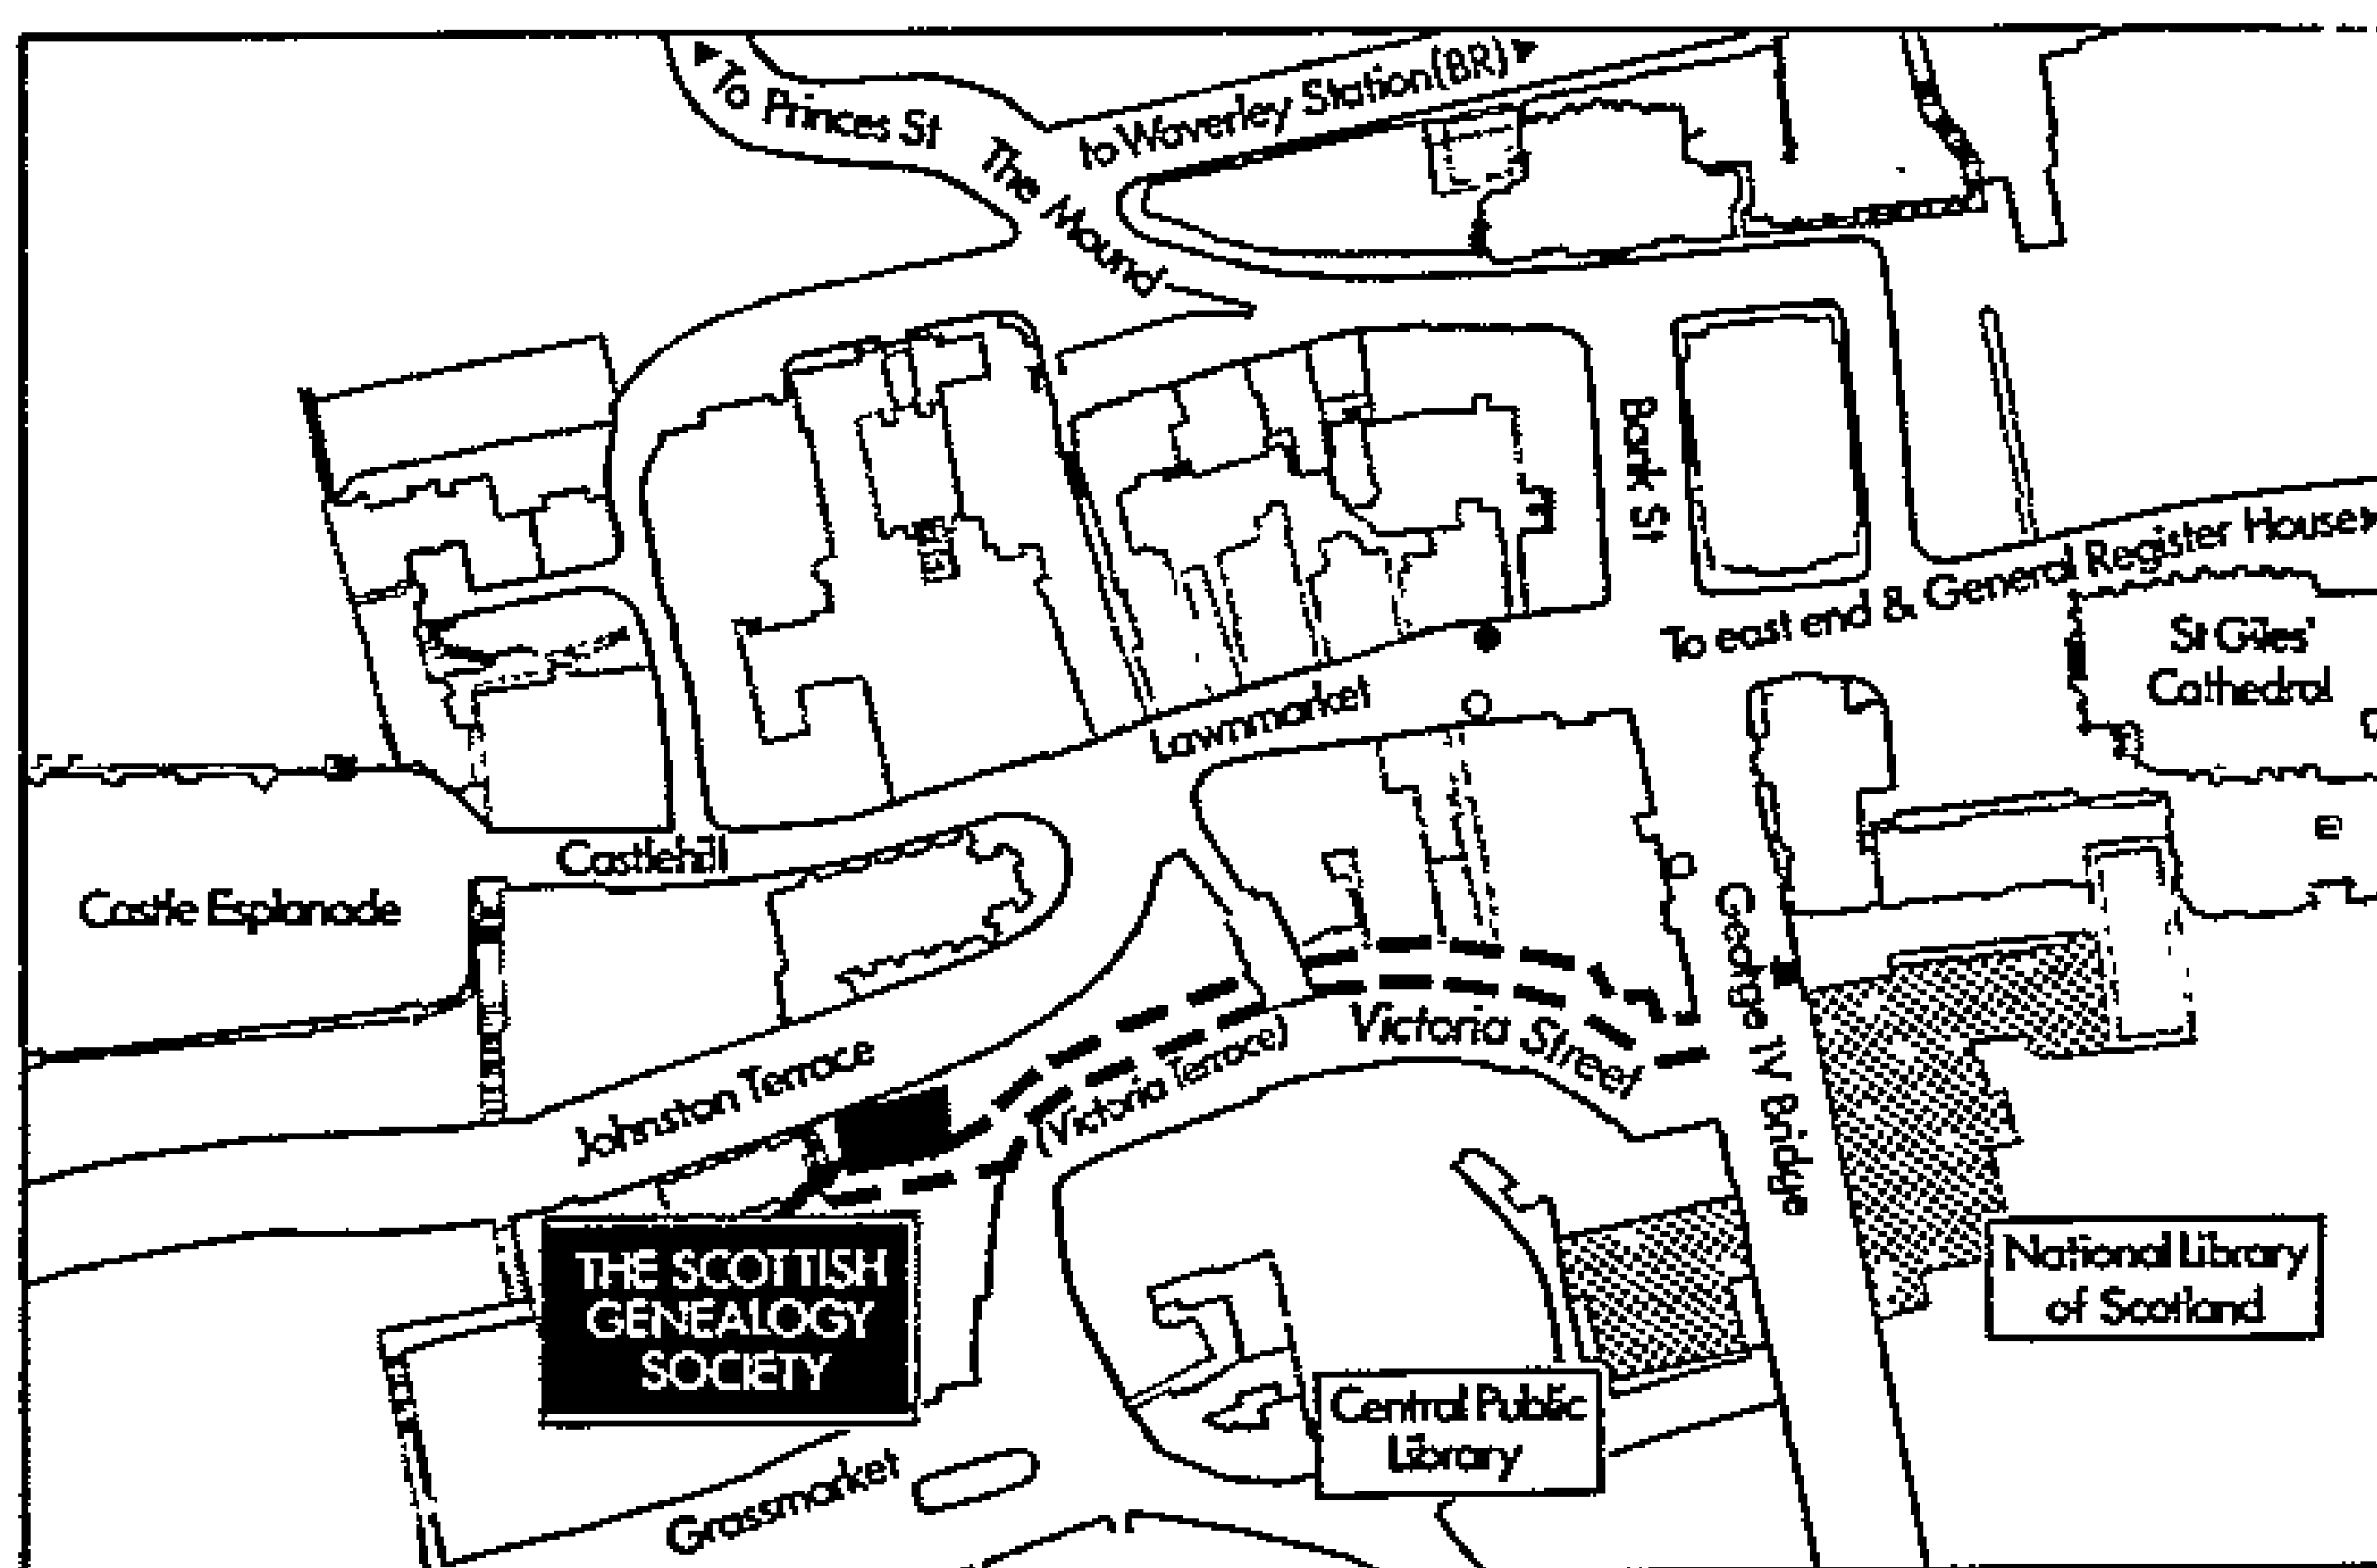 To Princes St
to Waverley Station (BR)
The Mound
Bank St
To east end & General Register House
St Giles'
Cathedral
Lawnmarket
Castlehill
Castle Esplanade
George IV Bridge
Victoria Street
(Victoria Terrace)
Johnston Terrace
THE SCOTTISH
GENEALOGY
SOCIETY
National Library
of Scotland
Central Public
Library
Grassmarket